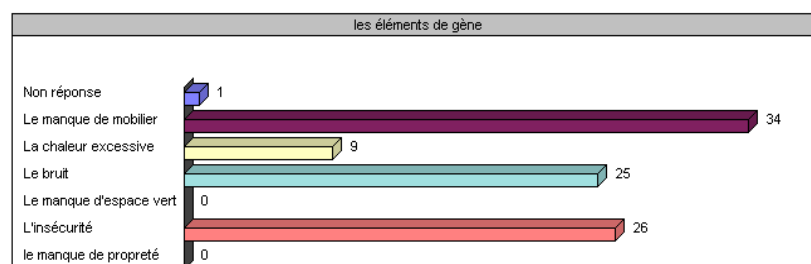 les éléments de gène
Non réponse 1
Le manque de mobilier 34
La chaleur excessive 9
Le bruit 25
Le manque d'espace vert 0
L'insécurité 26
le manque de propreté 0